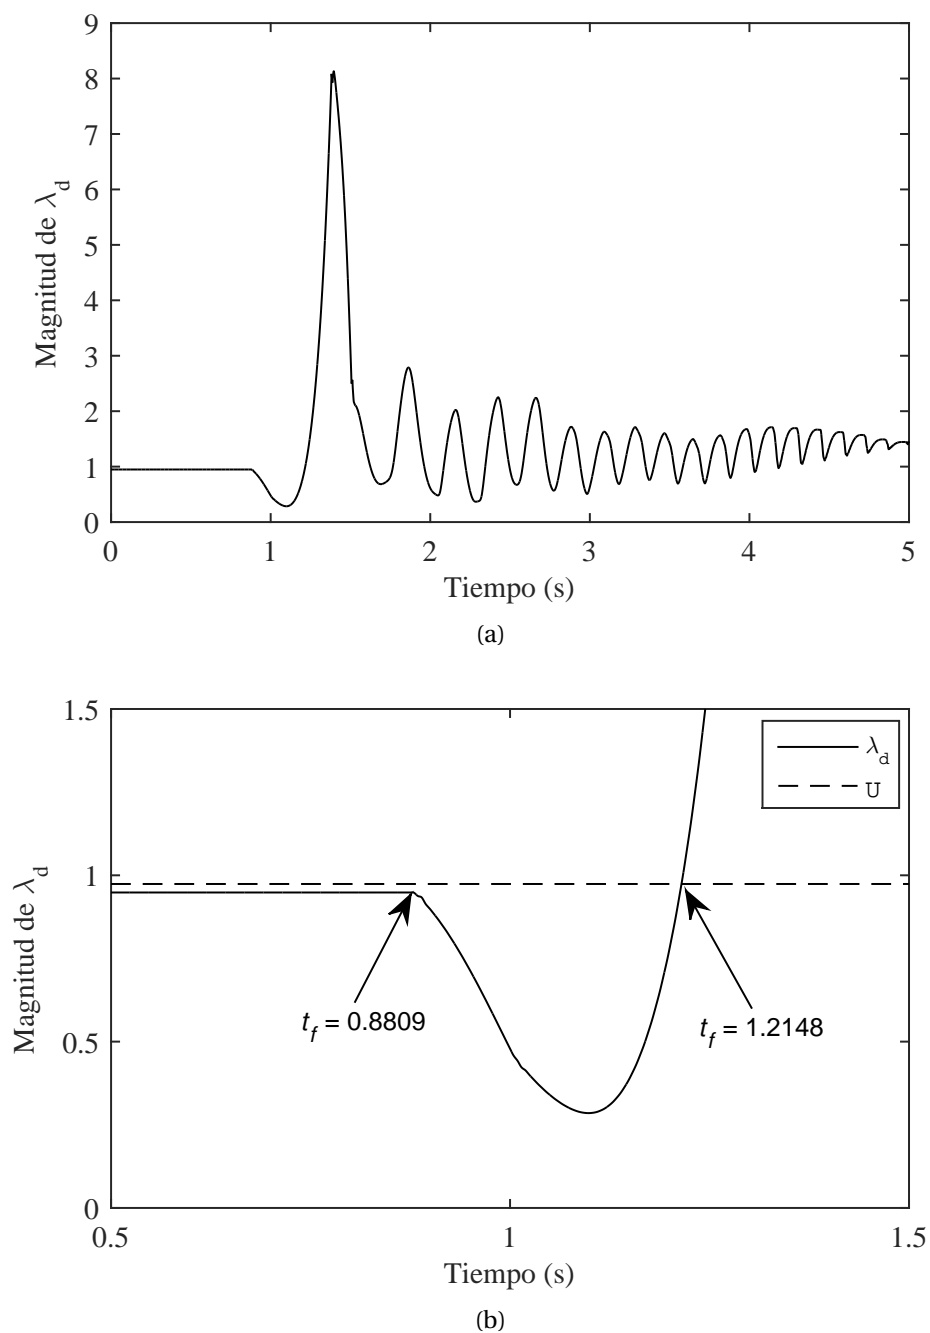 9
8
7
6
5
4
3
2
1
0
Magnitud de λd
0 1 2 3 4 5
Tiempo (s)
(a)
1.5
1
0.5
0
Magnitud de λd
λd
U
tf = 0.8809
tf = 1.2148
0.5 1 1.5
Tiempo (s)
(b)